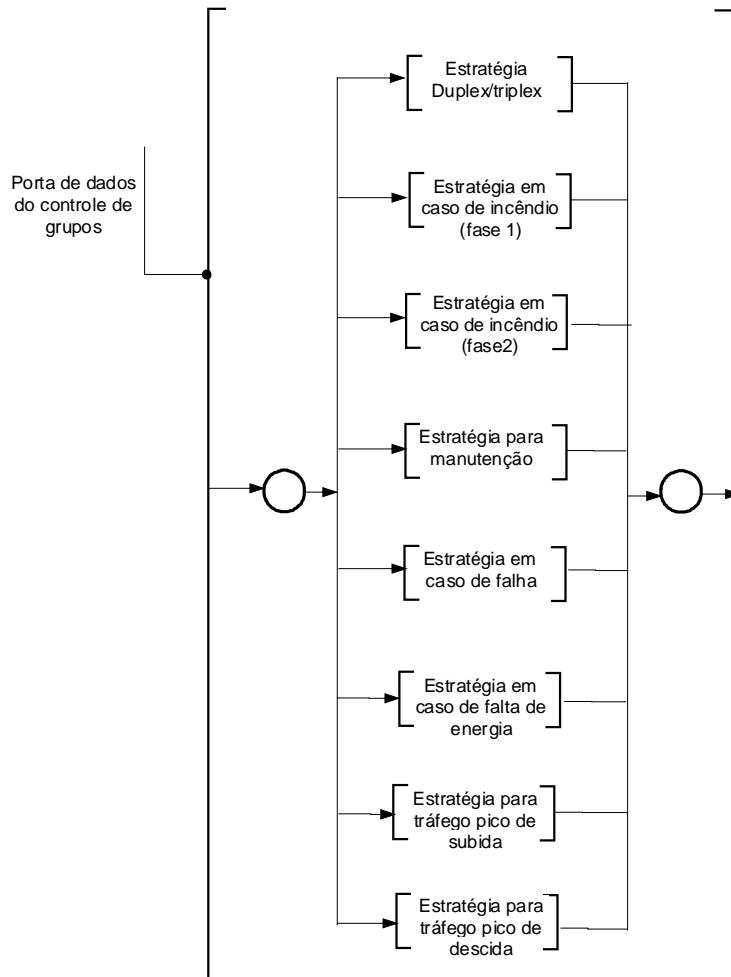 Estratégia
Duplex/triplex
Porta de dados
do controle de
grupos
Estratégia em
caso de incêndio
(fase 1)
Estratégia em
caso de incêndio
(fase2)
Estratégia para
manutenção
Estratégia em
caso de falha
Estratégia em
caso de falta de
energia
Estratégia para
tráfego pico de
subida
Estratégia para
tráfego pico de
descida